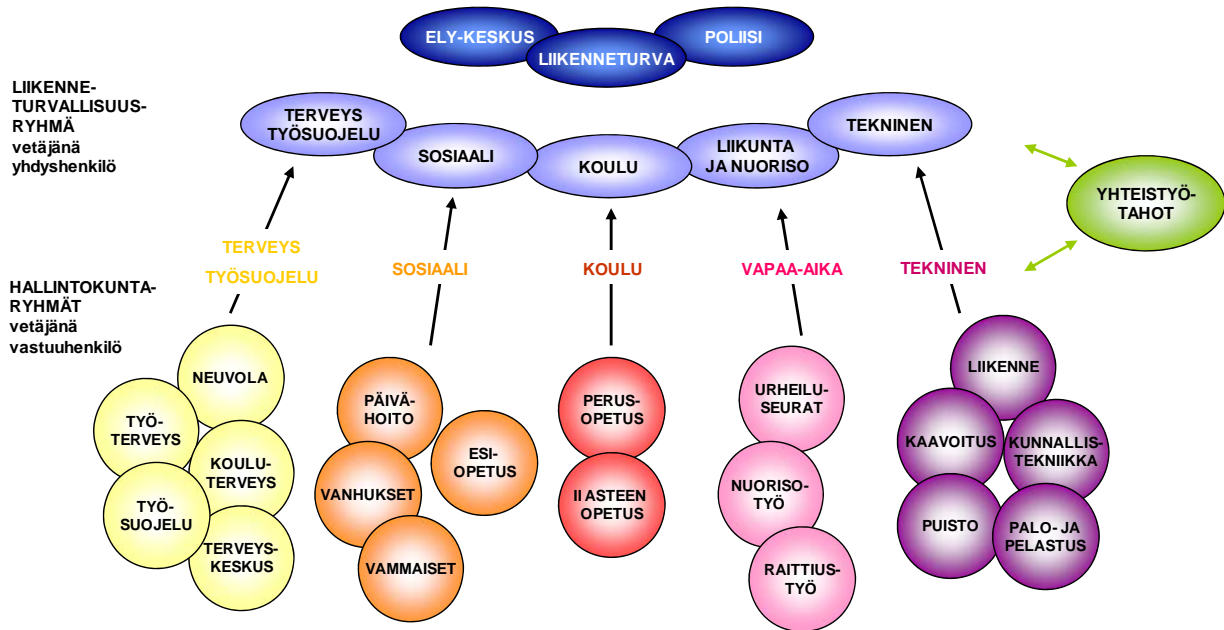 ELY-KESKUS
POLIISI
LIIKENNETURVA
LIIKENNE-
TURVALLISUUS-
RYHMÄ
vetäjänä
yhdyshenkilö
TERVEYS
TYÖSUOJELU
SOSIAALI
KOULU
LIIKUNTA
JA NUORISO
TEKNINEN
YHTEISTYÖ-
TAHOT
TERVEYS
TYÖSUOJELU
SOSIAALI
KOULU
VAPAA-AIKA
TEKNINEN
HALLINTOKUNTA-
RYHMÄT
vetäjänä
vastuuhenkilö
NEUVOLA
TYÖ-
TERVEYS
KOULU-
TERVEYS
TYÖ-
SUOJELU
TERVEYS-
KESKUS
PÄIVÄ-
HOITO
ESI-
OPETUS
VANHUKSET
VAMMAISET
PERUS-
OPETUS
II ASTEEN
OPETUS
URHEILU-
SEURAT
NUORISO-
TYÖ
RAITTIUS-
TYÖ
LIIKENNE
KAAVOITUS
KUNNALLIS-
TEKNIIKKA
PUISTO
PALO- JA
PELASTUS